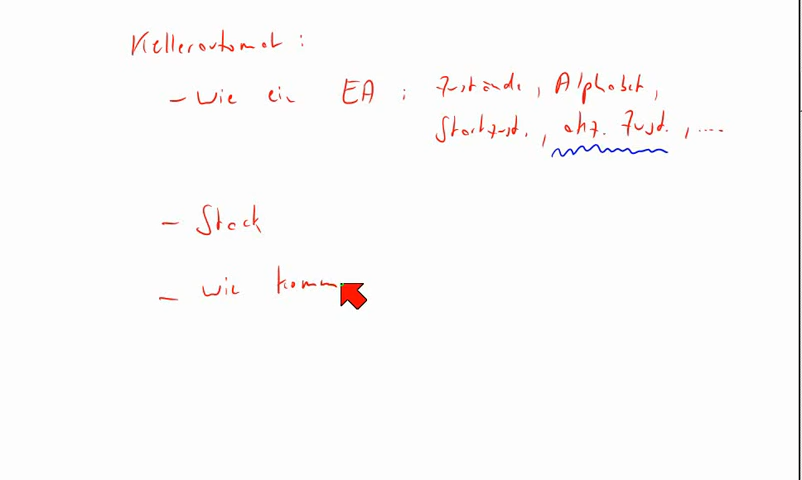 Kellerautomat :
- Wie ein EA : Zustände, Alphabet,
Startzust., akz. Zust., ....
- Stack
- Wie komm